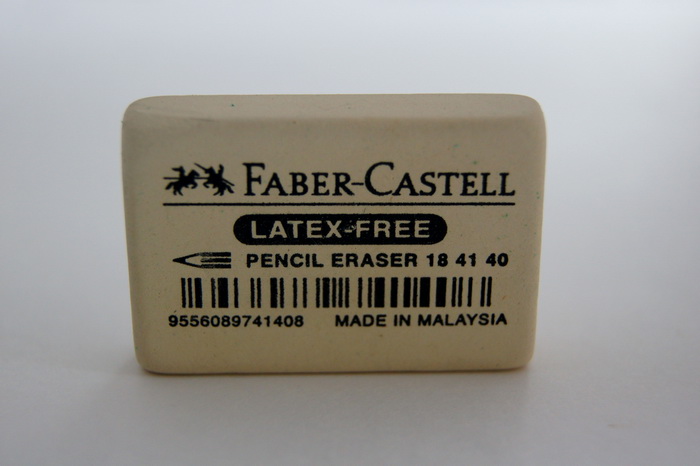 FABER-CASTELL
LATEX-FREE
PENCIL ERASER 18 41 40
9556089741408 MADE IN MALAYSIA